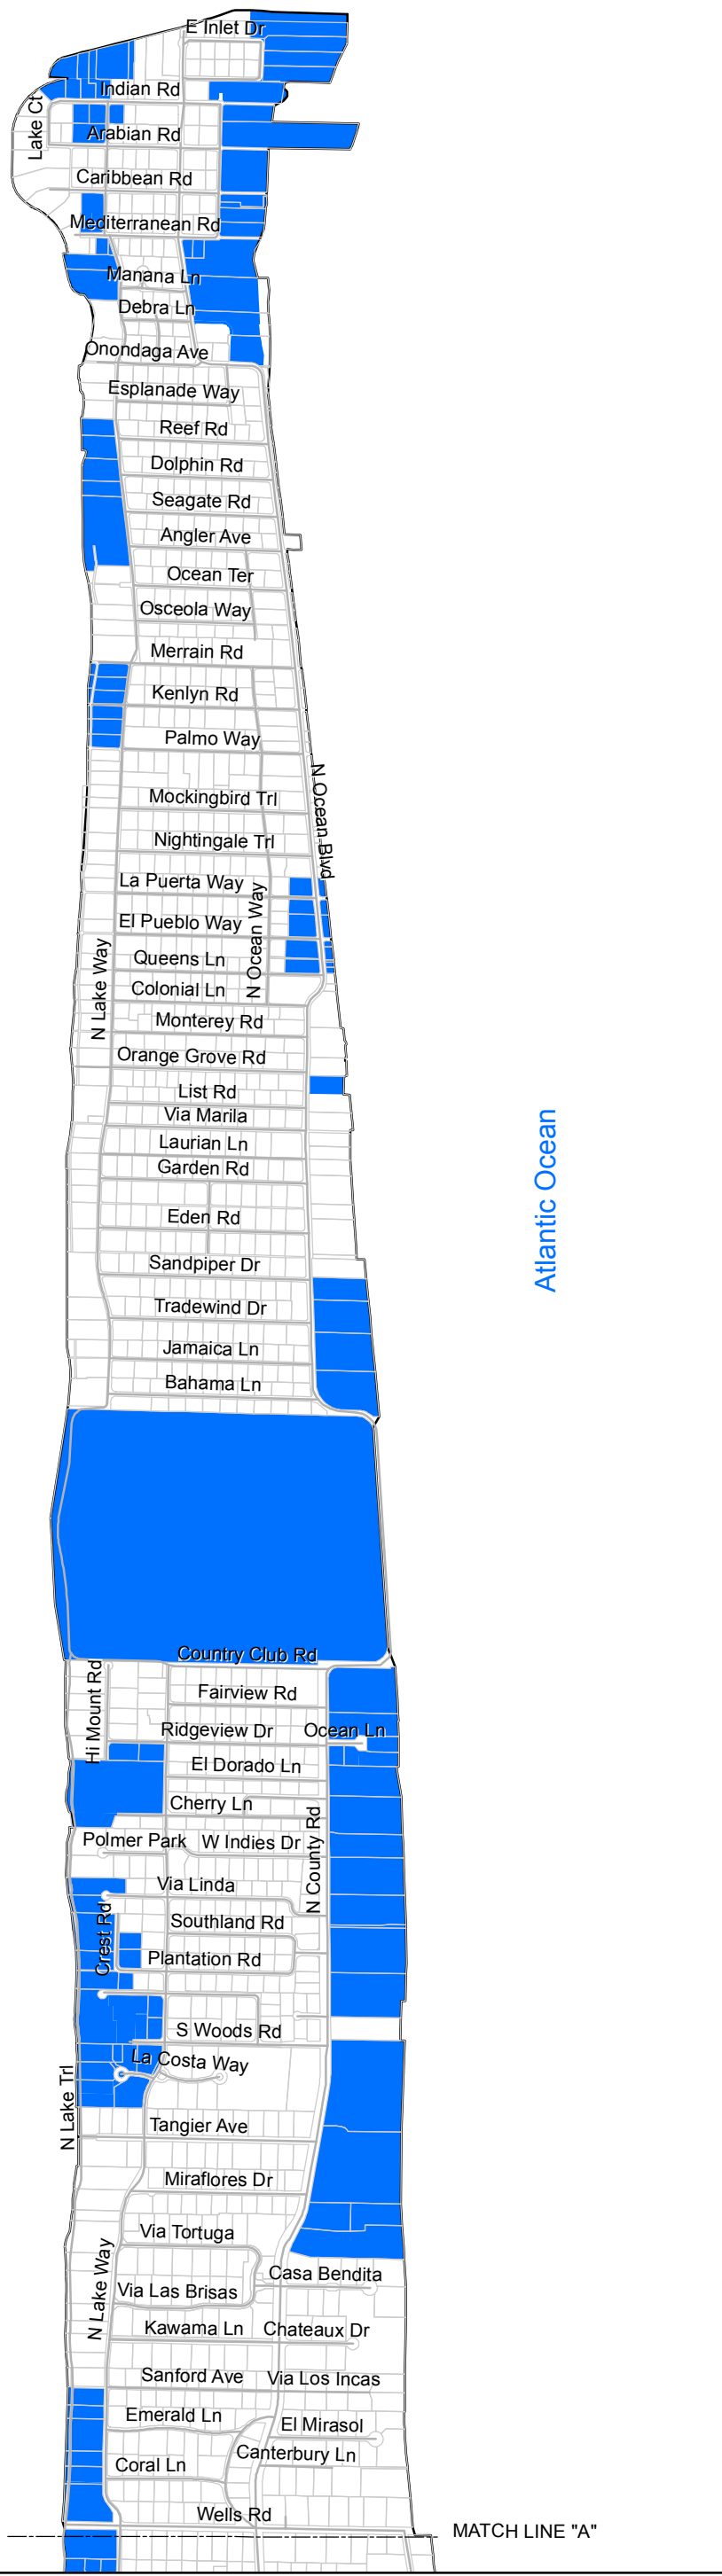 E Inlet Dr
Indian Rd
Lake Ct
Arabian Rd
Caribbean Rd
Mediterranean Rd
Manana Ln
Debra Ln
Onondaga Ave
Esplanade Way
Reef Rd
Dolphin Rd
Seagate Rd
Angler Ave
Ocean Ter
Osceola Way
Merrain Rd
Kenlyn Rd
Palmo Way
N Ocean Blvd
Mockingbird Trl
Nightingale Trl
La Puerta Way
El Pueblo Way
N Ocean Way
Queens Ln
N Lake Way
Colonial Ln
Monterey Rd
Orange Grove Rd
List Rd
Via Marila
Laurian Ln
Garden Rd
Atlantic Ocean
Eden Rd
Sandpiper Dr
Tradewind Dr
Jamaica Ln
Bahama Ln
Country Club Rd
Hi Mount Rd
Fairview Rd
Ridgeview Dr
Ocean Ln
El Dorado Ln
Cherry Ln
Polmer Park
W Indies Dr
N County Rd
Via Linda
Southland Rd
Crest Rd
Plantation Rd
S Woods Rd
La Costa Way
N Lake Trl
Tangier Ave
Miraflores Dr
Via Tortuga
Casa Bendita
N Lake Way
Via Las Brisas
Kawama Ln
Chateaux Dr
Sanford Ave
Via Los Incas
Emerald Ln
El Mirasol
Canterbury Ln
Coral Ln
Wells Rd
MATCH LINE "A"